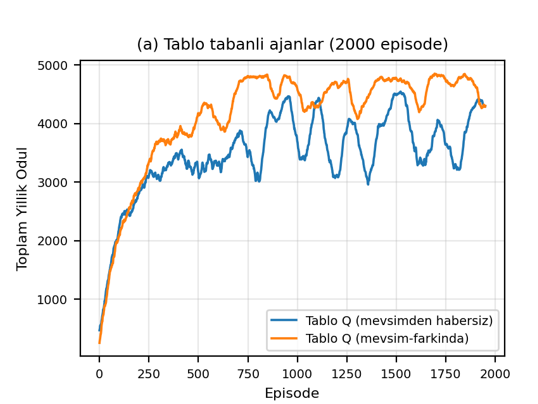 (a) Tablo tabanli ajanlar (2000 episode)
Toplam Yillik Odul
5000
4000
3000
2000
1000
0 250 500 750 1000 1250 1500 1750 2000
Episode
Tablo Q (mevsimden habersiz)
Tablo Q (mevsim-farkinda)